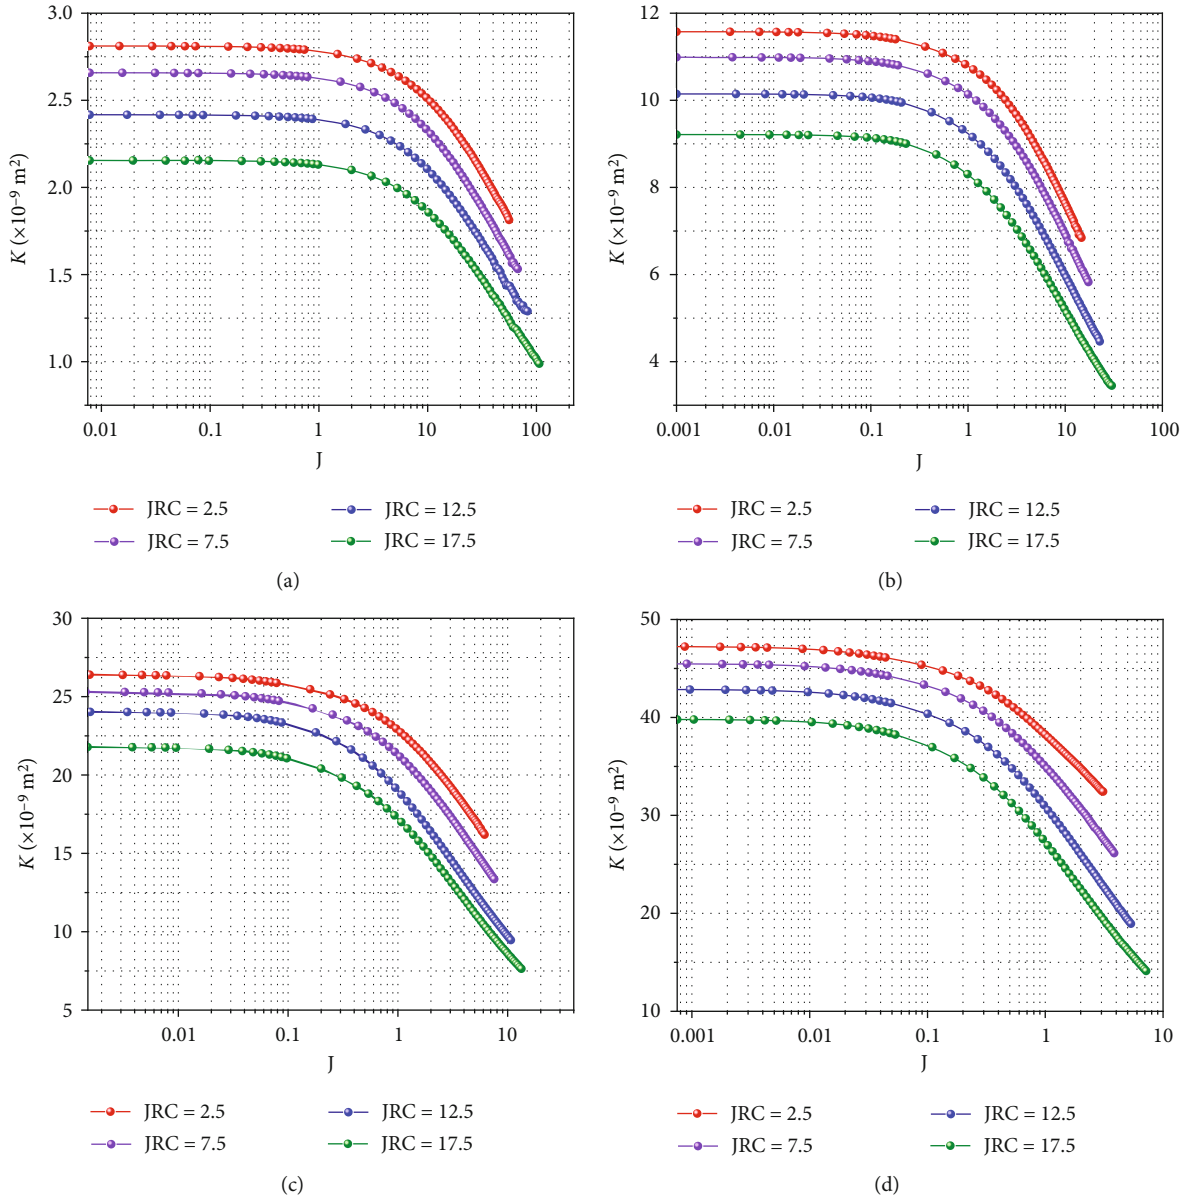 3.0
2.5
2.0
1.5
1.0
K (×10⁻⁹ m²)
0.01 0.1 1 10 100
J
JRC = 2.5
JRC = 12.5
JRC = 7.5
JRC = 17.5
(a)
12
10
8
6
4
K (×10⁻⁹ m²)
0.001 0.01 0.1 1 10 100
J
JRC = 2.5
JRC = 12.5
JRC = 7.5
JRC = 17.5
(b)
30
25
20
15
10
5
K (×10⁻⁹ m²)
0.01 0.1 1 10
J
JRC = 2.5
JRC = 12.5
JRC = 7.5
JRC = 17.5
(c)
50
40
30
20
10
K (×10⁻⁹ m²)
0.001 0.01 0.1 1 10
J
JRC = 2.5
JRC = 12.5
JRC = 7.5
JRC = 17.5
(d)